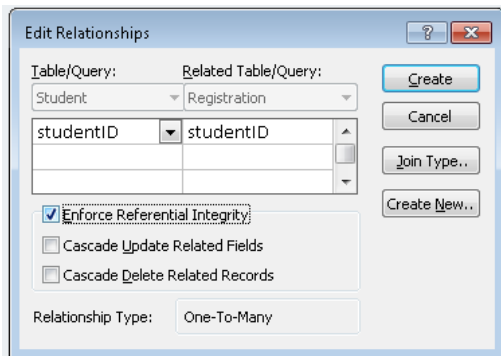 Edit Relationships
Table/Query: Related Table/Query:
Student Registration
studentID studentID
Enforce Referential Integrity
Cascade Update Related Fields
Cascade Delete Related Records
Relationship Type: One-To-Many
Create
Cancel
Join Type..
Create New..